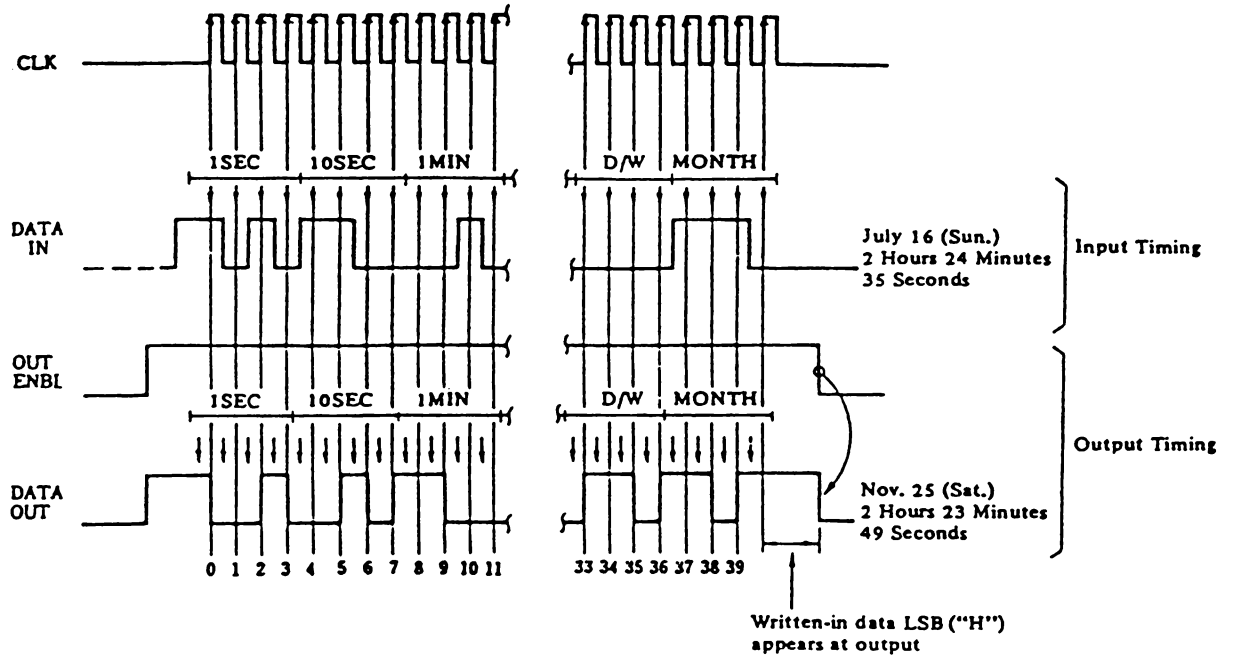 CLK
1SEC 10SEC 1MIN D/W MONTH
DATA
IN
July 16 (Sun.)
2 Hours 24 Minutes
35 Seconds
Input Timing
OUT
ENBL
1SEC 10SEC 1MIN D/W MONTH
Output Timing
DATA
OUT
Nov. 25 (Sat.)
2 Hours 23 Minutes
49 Seconds
0 1 2 3 4 5 6 7 8 9 10 11 33 34 35 36 37 38 39
Written-in data LSB ("H")
appears at output